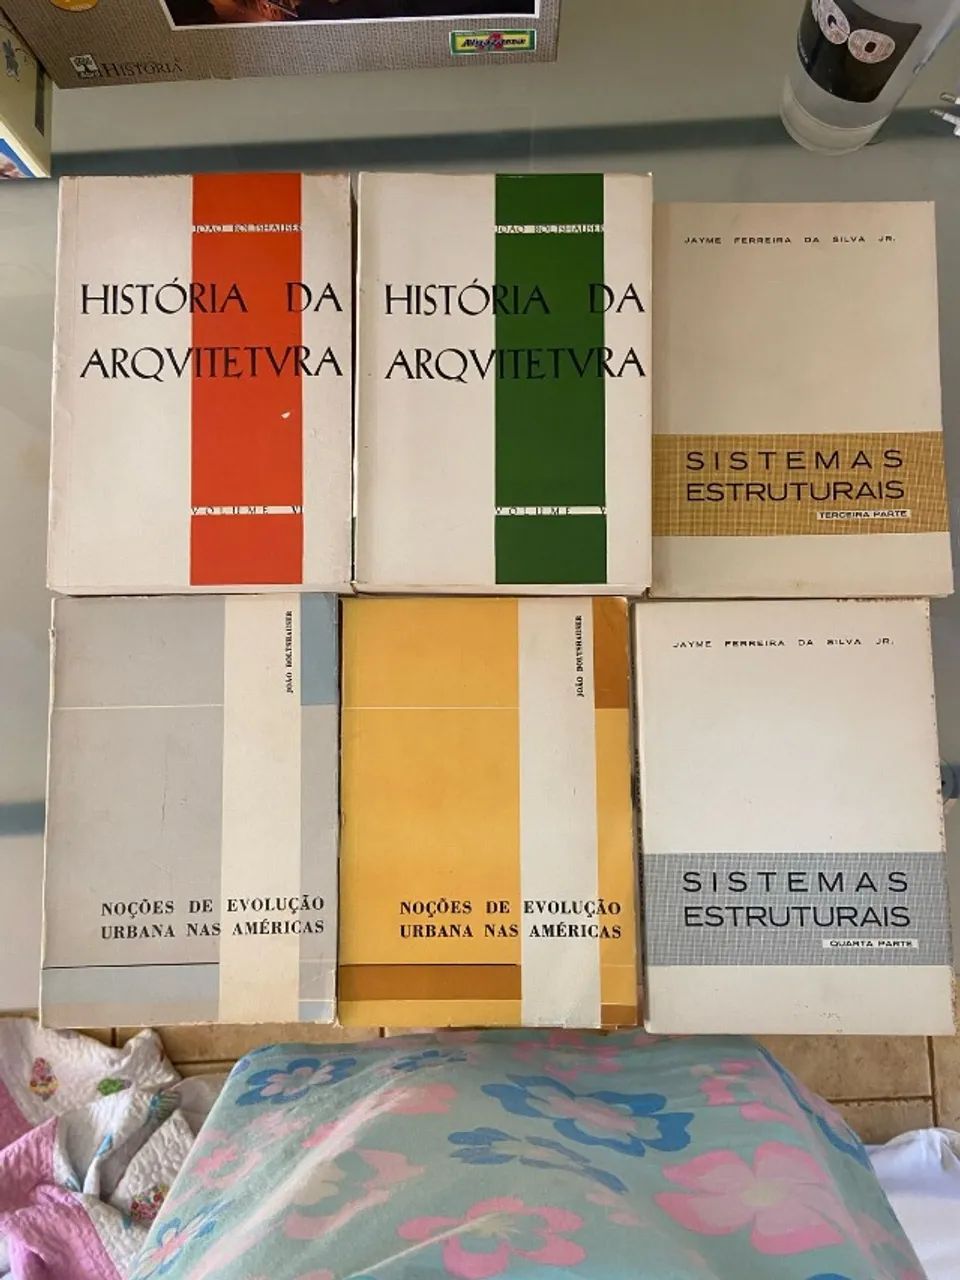 HISTÓRIA
JOÃO BOLTSHAUSER
HISTÓRIA DA
ARQVITETVRA
VOLUME VI
JOÃO BOLTSHAUSER
HISTÓRIA DA
ARQVITETVRA
VOLUME V
JAYME FERREIRA DA SILVA JR.
SISTEMAS
ESTRUTURAIS
TERCEIRA PARTE
JOÃO BOLTSHAUSER
NOÇÕES DE EVOLUÇÃO
URBANA NAS AMÉRICAS
JOÃO BOLTSHAUSER
NOÇÕES DE EVOLUÇÃO
URBANA NAS AMÉRICAS
JAYME FERREIRA DA SILVA JR.
SISTEMAS
ESTRUTURAIS
QUARTA PARTE